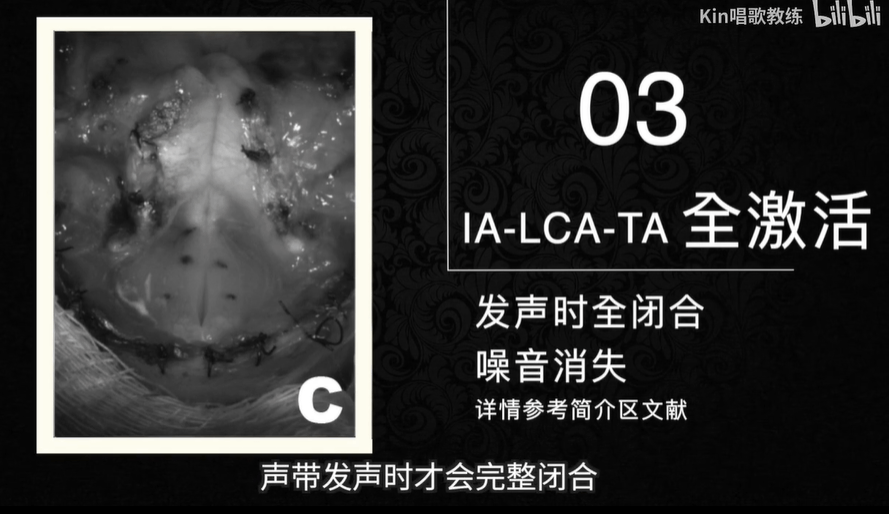 Kin唱歌教练 bilibili
03
IA-LCA-TA 全激活
发声时全闭合
噪音消失
详情参考简介区文献
C
声带发声时才会完整闭合